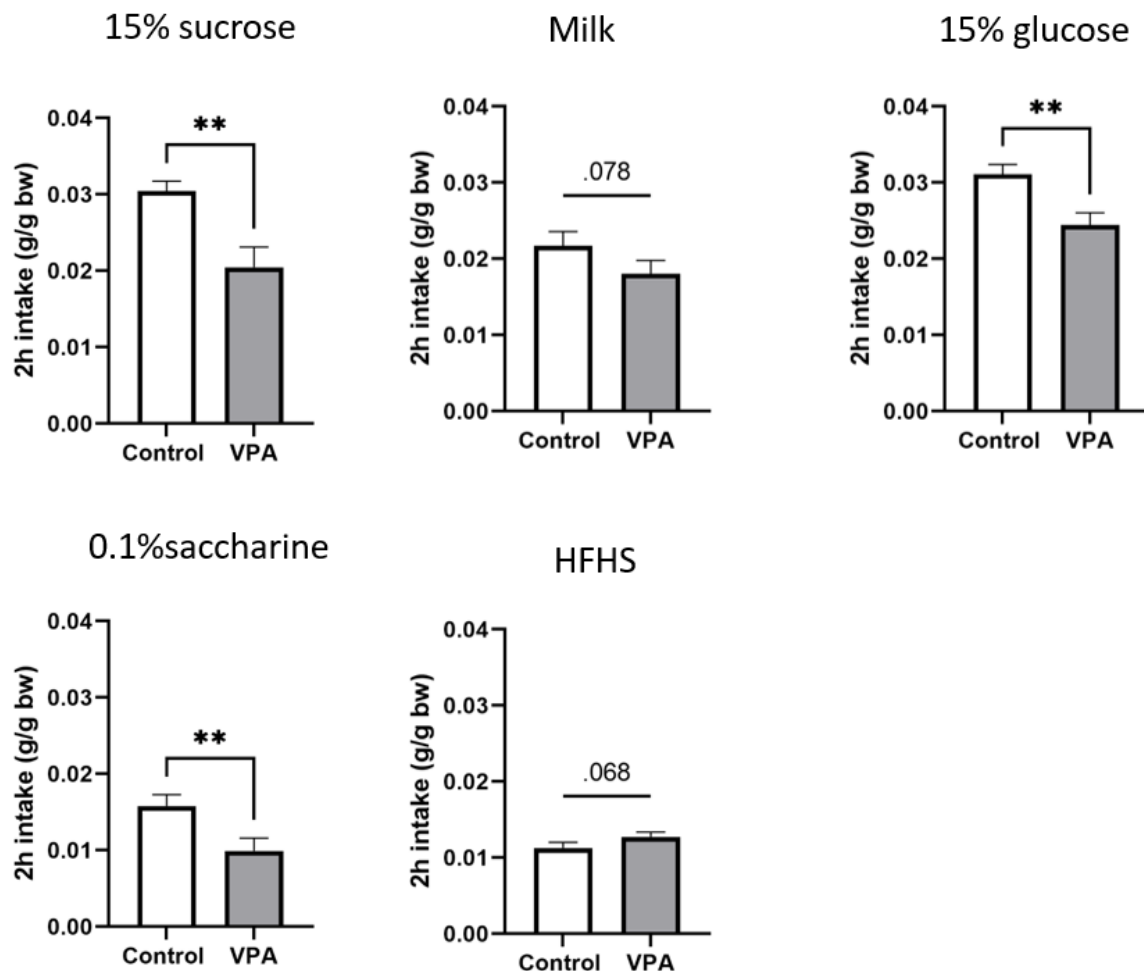 15% sucrose
2h intake (g/g bw)
0.04
0.03
0.02
0.01
0.00
**
Control VPA
Milk
2h intake (g/g bw)
0.04
0.03
0.02
0.01
0.00
.078
Control VPA
15% glucose
2h intake (g/g bw)
0.04
0.03
0.02
0.01
0.00
**
Control VPA
0.1%saccharine
2h intake (g/g bw)
0.04
0.03
0.02
0.01
0.00
**
Control VPA
HFHS
2h intake (g/g bw)
0.04
0.03
0.02
0.01
0.00
.068
Control VPA